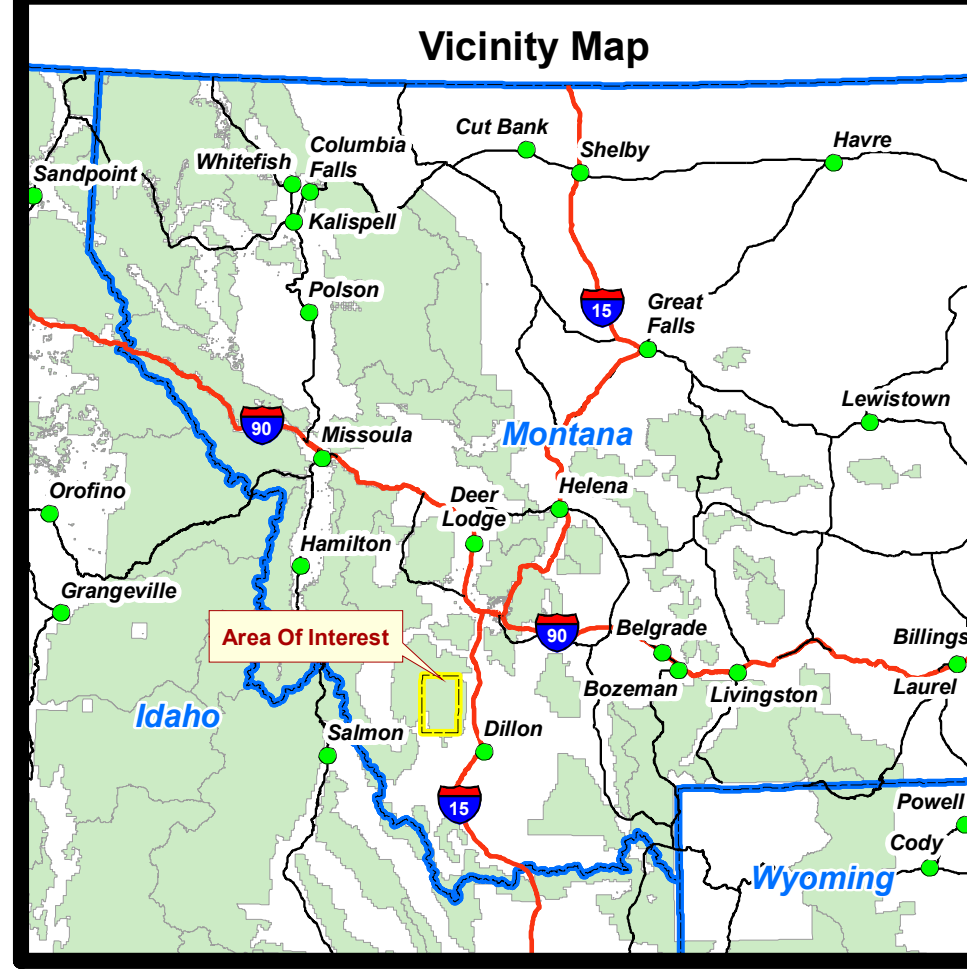 Vicinity Map
Cut Bank
Havre
Columbia
Falls
Whitefish
Shelby
Sandpoint
Kalispell
Polson
15
Great
Falls
Lewistown
90
Missoula
Montana
Orofino
Deer
Lodge
Helena
Hamilton
Grangeville
Area Of Interest
90
Belgrade
Billings
Bozeman
Livingston
Laurel
Idaho
Salmon
Dillon
15
Powell
Cody
Wyoming